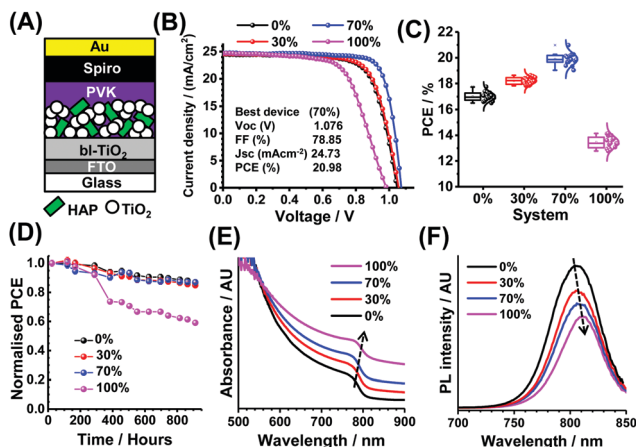 (A)
Au
Spiro
PVK
bl-TiO₂
FTO
Glass
HAP TiO₂
(B)
0% 70%
30% 100%
Current density / (mA/cm²)
30
25
20
15
10
5
0
Best device (70%)
Voc (V) 1.076
FF (%) 78.85
Jsc (mAcm⁻²) 24.73
PCE (%) 20.98
0.0 0.2 0.4 0.6 0.8 1.0
Voltage / V
(C)
PCE / %
22
20
18
16
14
12
10
0% 30% 70% 100%
System
(D)
Normalised PCE
1.0
0.8
0.6
0.4
0.2
0.0
0%
30%
70%
100%
0 200 400 600 800
Time / Hours
(E)
Absorbance / AU
100%
70%
30%
0%
500 600 700 800 900
Wavelength / nm
(F)
PL intensity / AU
0%
30%
70%
100%
700 750 800 850
Wavelength / nm